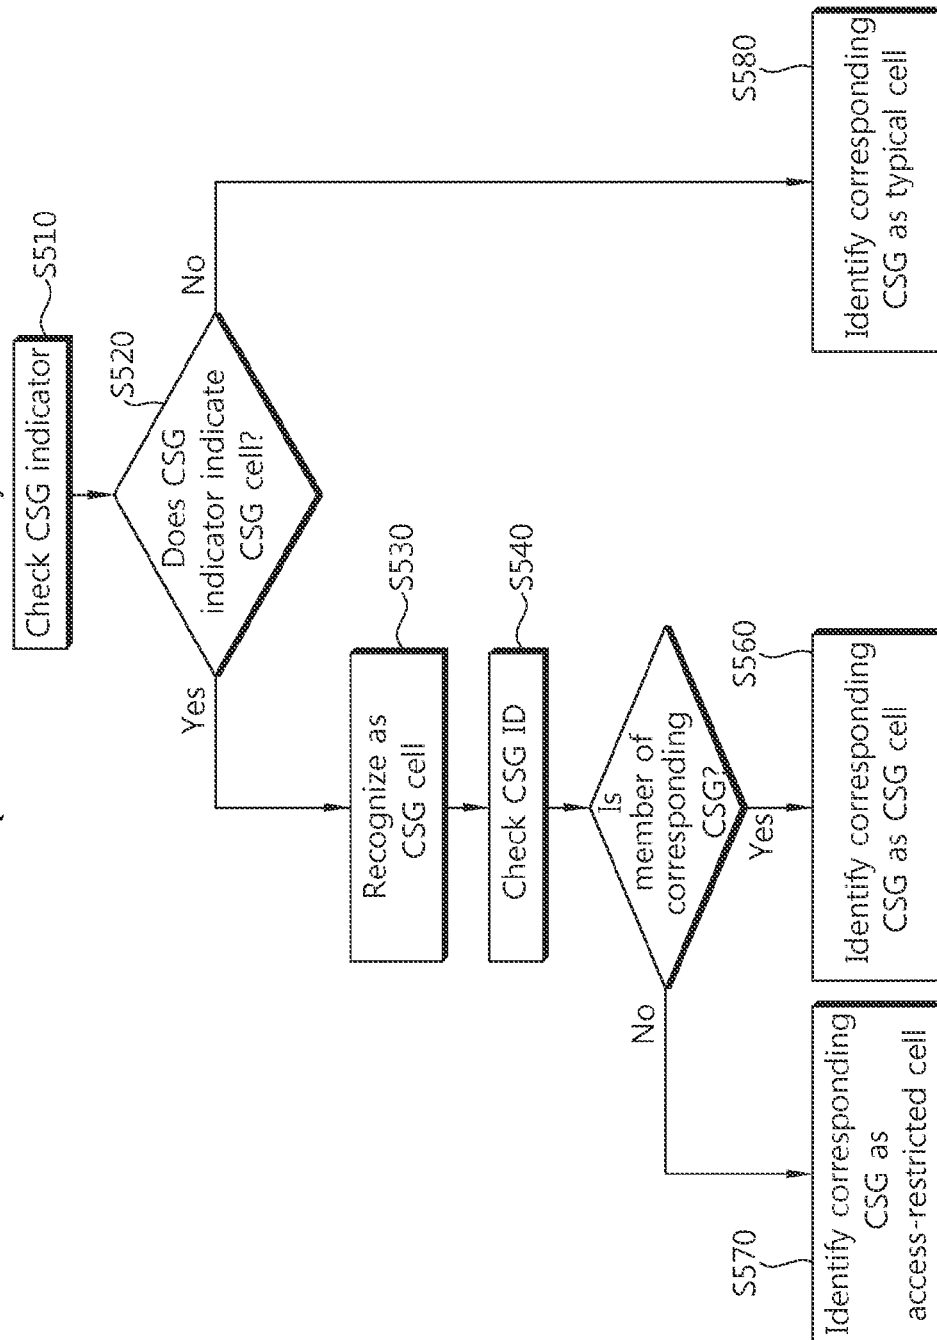 Check CSG indicator
S510
Does CSG
indicator indicate
CSG cell?
S520
Yes
No
Recognize as
CSG cell
S530
Check CSG ID
S540
Is
member of
corresponding
CSG?
No
Yes
S570
Identify corresponding
CSG as
access-restricted cell
S560
Identify corresponding
CSG as CSG cell
S580
Identify corresponding
CSG as typical cell